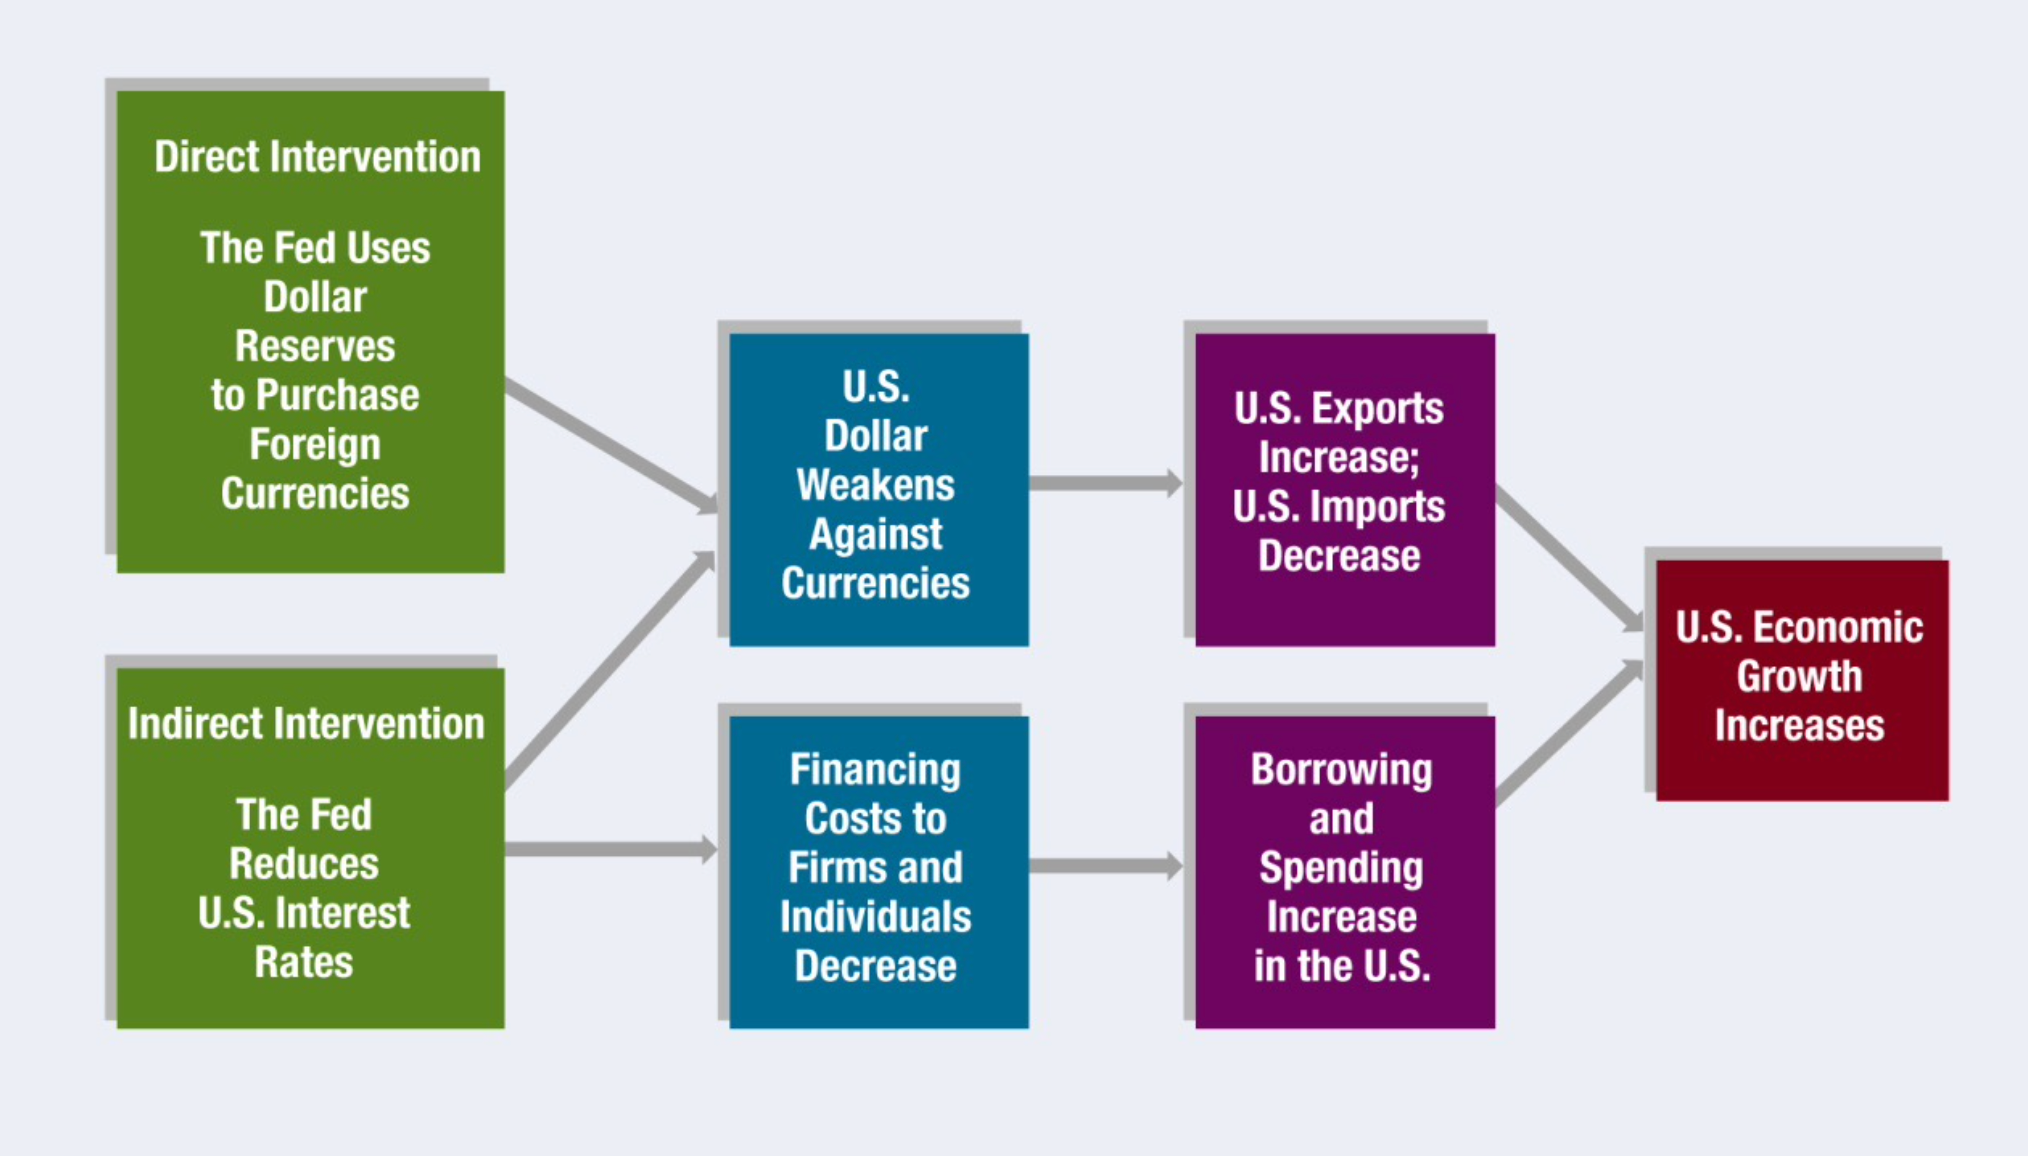 Direct Intervention
The Fed Uses
Dollar
Reserves
to Purchase
Foreign
Currencies
Indirect Intervention
The Fed
Reduces
U.S. Interest
Rates
U.S.
Dollar
Weakens
Against
Currencies
Financing
Costs to
Firms and
Individuals
Decrease
U.S. Exports
Increase;
U.S. Imports
Decrease
Borrowing
and
Spending
Increase
in the U.S.
U.S. Economic
Growth
Increases